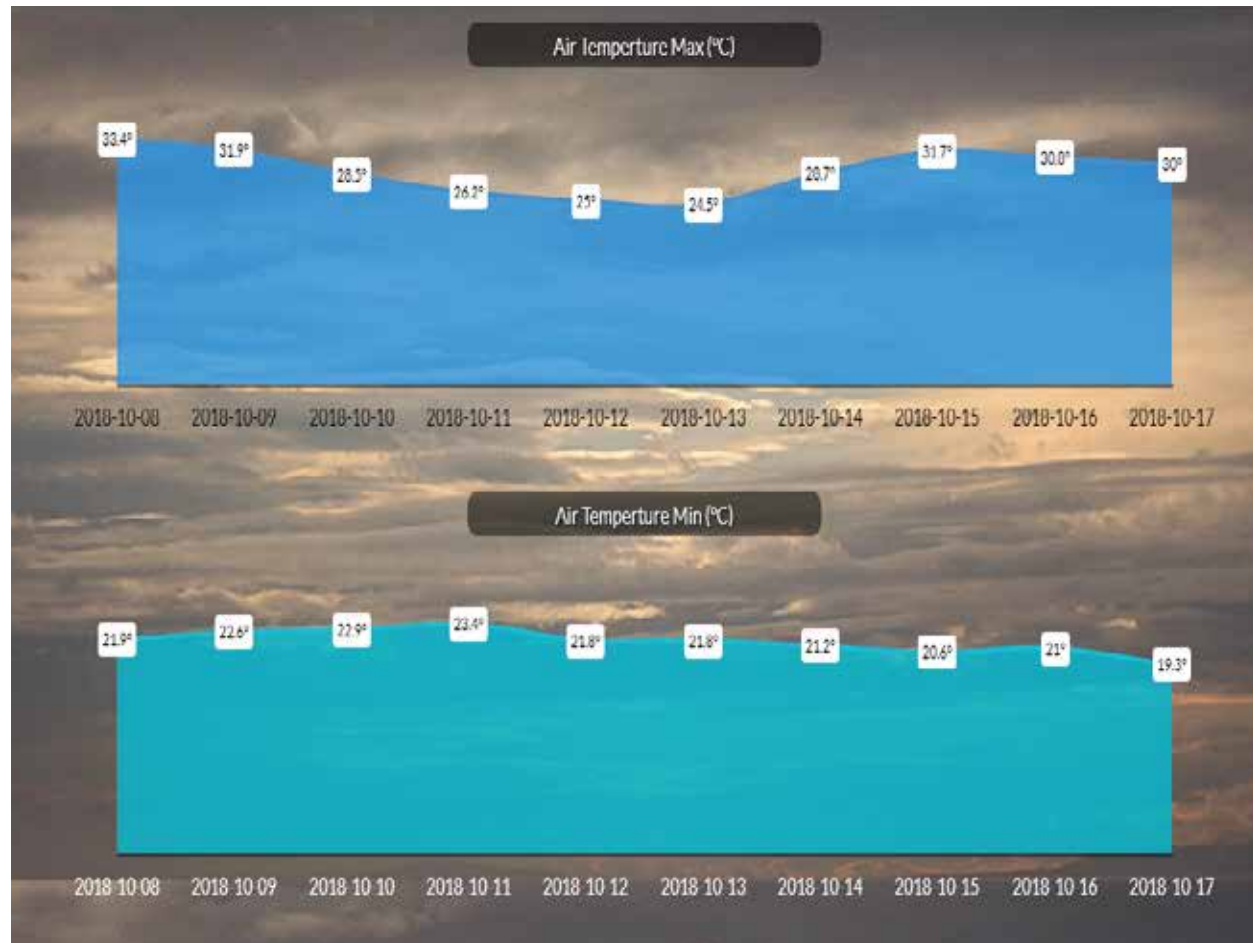 Air Temperture Max (°C)
33.4° 31.9° 28.5° 26.2° 25° 24.5° 28.7° 31.7° 30.8° 30°
2018-10-08 2018-10-09 2018-10-10 2018-10-11 2018-10-12 2018-10-13 2018-10-14 2018-10-15 2018-10-16 2018-10-17
Air Temperture Min (°C)
21.9° 22.6° 22.9° 23.4° 21.8° 21.8° 21.2° 20.6° 21° 19.3°
2018-10-08 2018-10-09 2018-10-10 2018-10-11 2018-10-12 2018-10-13 2018-10-14 2018-10-15 2018-10-16 2018-10-17